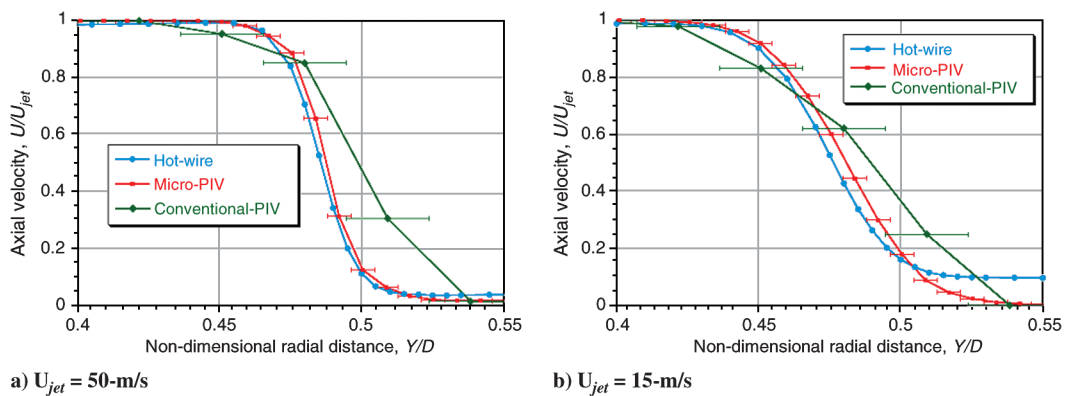 1
0.8
0.6
0.4
0.2
0
Axial velocity, U/Ujet
Hot-wire
Micro-PIV
Conventional-PIV
0.4
0.45
0.5
0.55
Non-dimensional radial distance, Y/D
a) Ujet = 50-m/s
1
0.8
0.6
0.4
0.2
0
Axial velocity, U/Ujet
Hot-wire
Micro-PIV
Conventional-PIV
0.4
0.45
0.5
0.55
Non-dimensional radial distance, Y/D
b) Ujet = 15-m/s